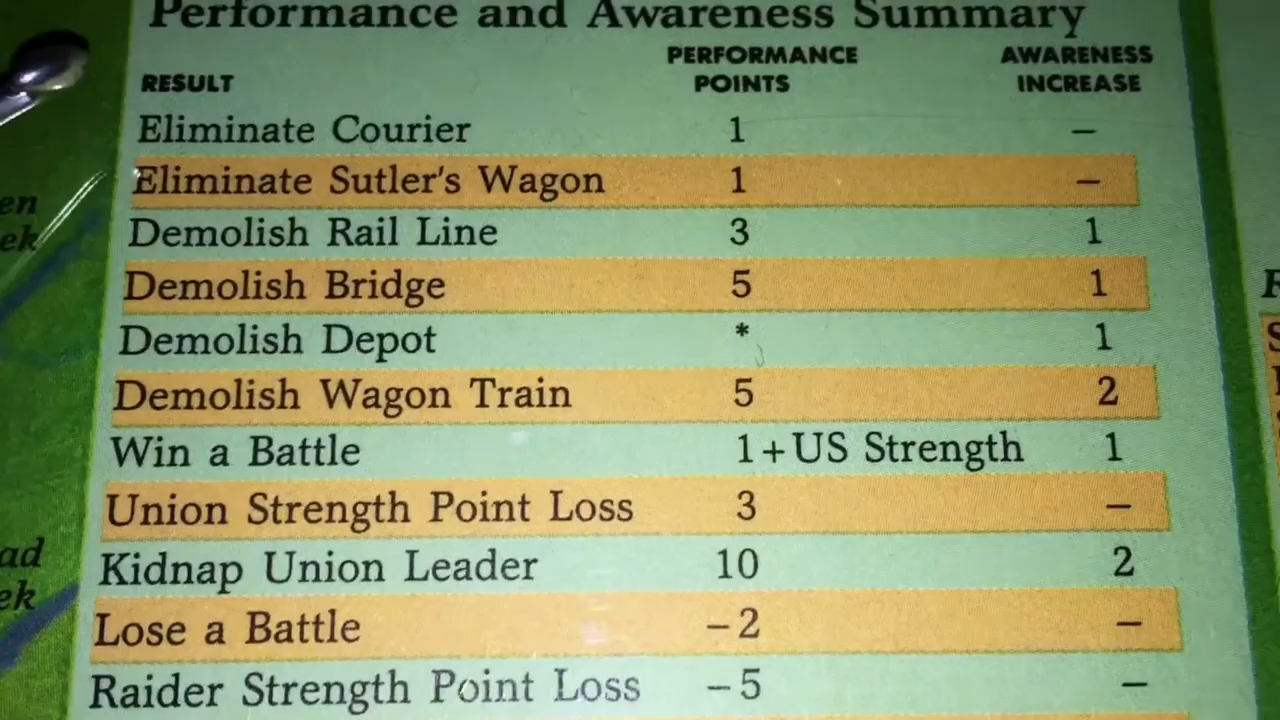 Performance and Awareness Summary
RESULT PERFORMANCE POINTS AWARENESS INCREASE
Eliminate Courier 1 –
Eliminate Sutler's Wagon 1 –
Demolish Rail Line 3 1
Demolish Bridge 5 1
Demolish Depot * 1
Demolish Wagon Train 5 2
Win a Battle 1+US Strength 1
Union Strength Point Loss 3 –
Kidnap Union Leader 10 2
Lose a Battle –2 –
Raider Strength Point Loss –5 –